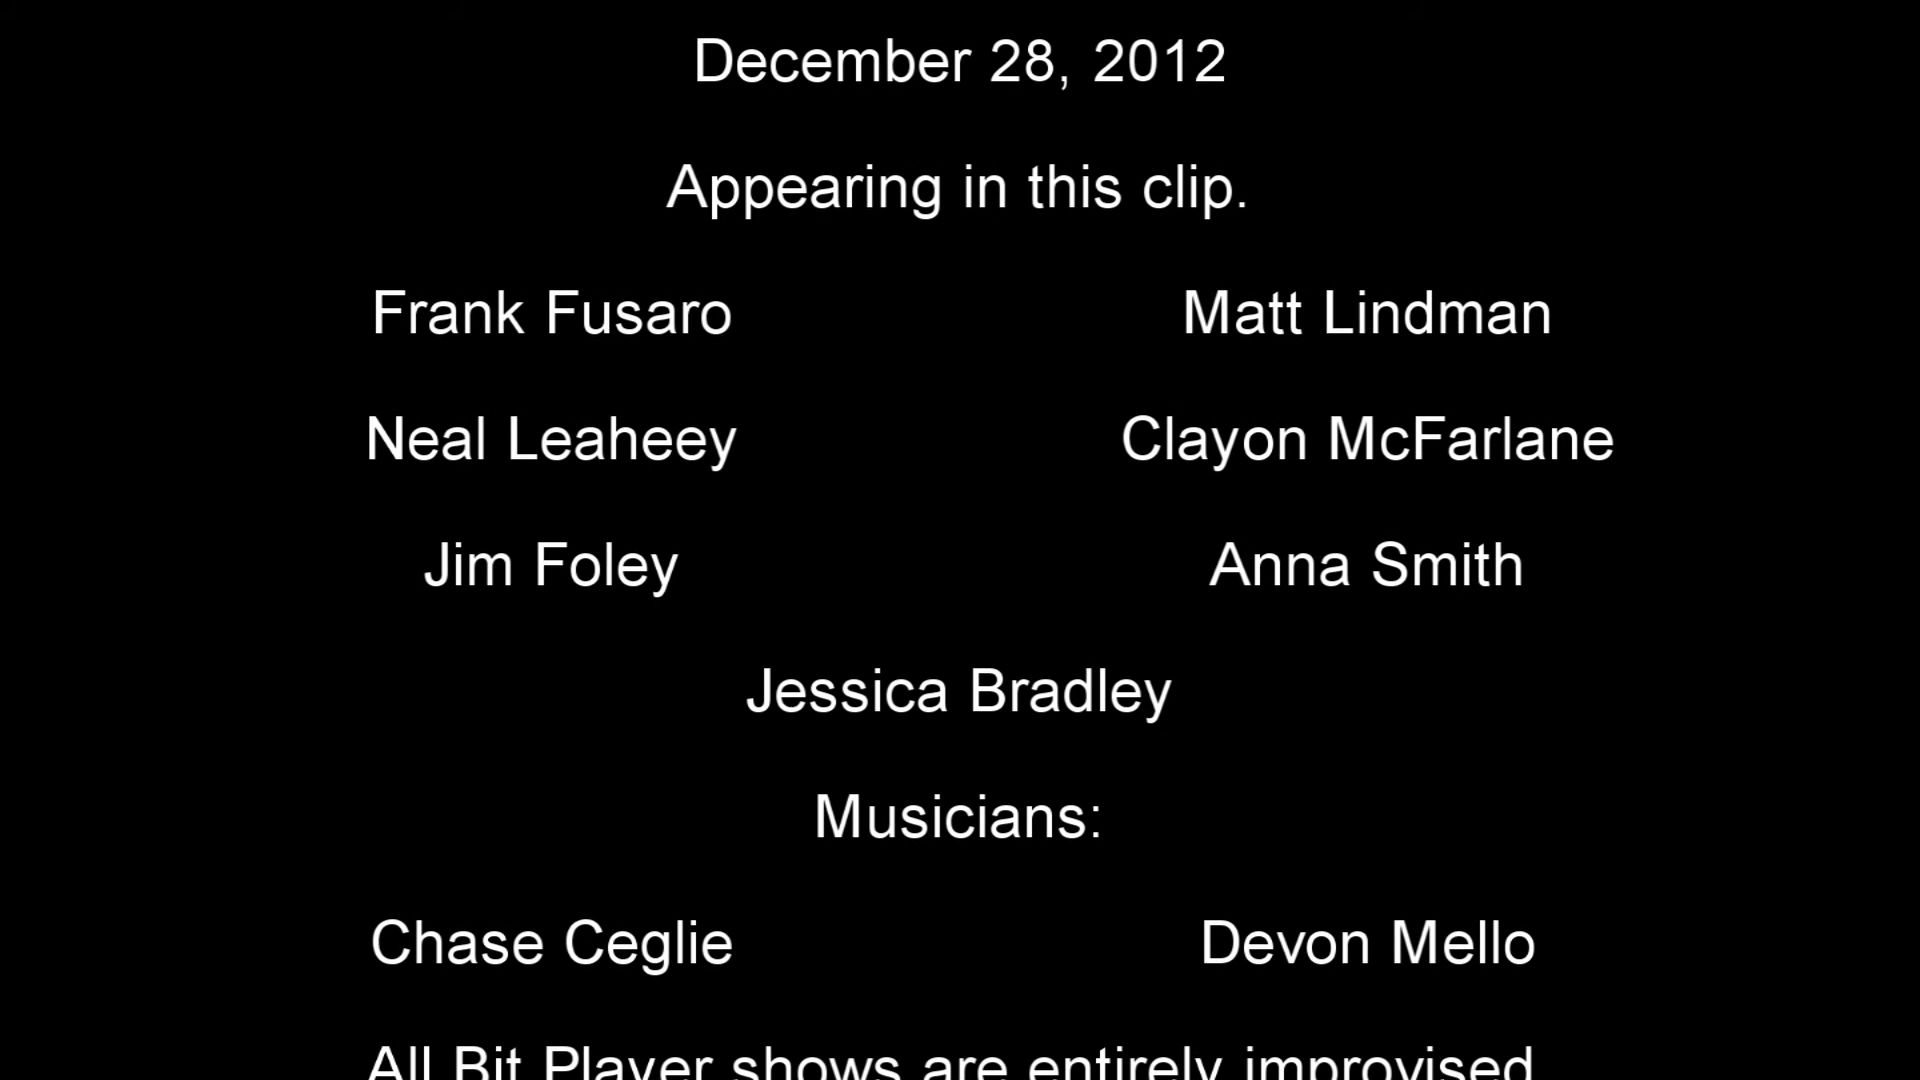 December 28, 2012
Appearing in this clip.
Frank Fusaro Matt Lindman
Neal Leaheey Clayon McFarlane
Jim Foley Anna Smith
Jessica Bradley
Musicians:
Chase Ceglie Devon Mello
All Bit Player shows are entirely improvised